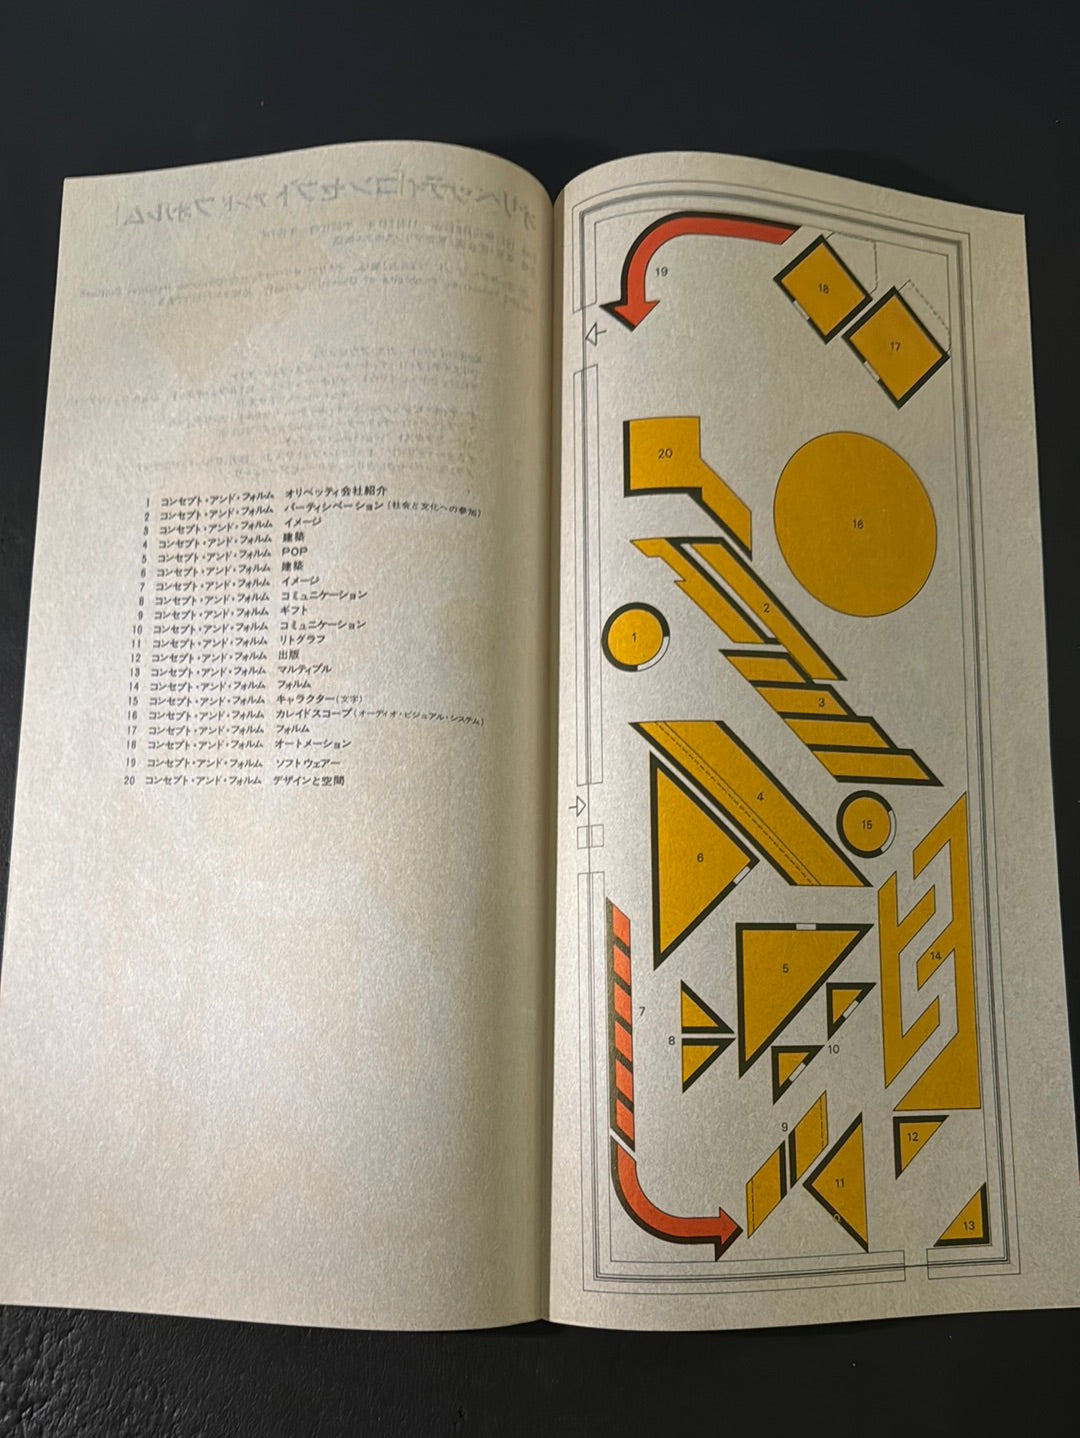 1 コンセプト・アンド・フォルム オリベッティ会社紹介
2 コンセプト・アンド・フォルム パーティシペーション(社会と文化への参加)
3 コンセプト・アンド・フォルム イメージ
4 コンセプト・アンド・フォルム 建築
5 コンセプト・アンド・フォルム POP
6 コンセプト・アンド・フォルム 建築
7 コンセプト・アンド・フォルム イメージ
8 コンセプト・アンド・フォルム コミュニケーション
9 コンセプト・アンド・フォルム ギフト
10 コンセプト・アンド・フォルム コミュニケーション
11 コンセプト・アンド・フォルム リトグラフ
12 コンセプト・アンド・フォルム 出版
13 コンセプト・アンド・フォルム マルティプル
14 コンセプト・アンド・フォルム フォルム
15 コンセプト・アンド・フォルム キャラクター(文字)
16 コンセプト・アンド・フォルム カレイドスコープ(オーディオ・ビジュアル・システム)
17 コンセプト・アンド・フォルム フォルム
18 コンセプト・アンド・フォルム オートメーション
19 コンセプト・アンド・フォルム ソフトウェアー
20 コンセプト・アンド・フォルム デザインと空間
19
18
17
20
16
2
1
3
4
15
6
14
5
7
8
10
9
12
11
13